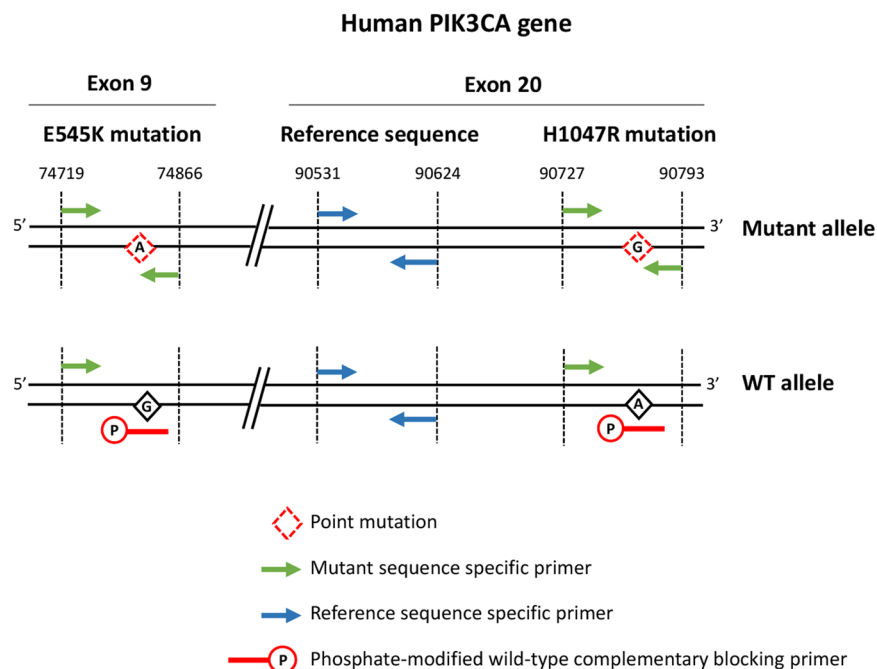 Human PIK3CA gene
Exon 9 Exon 20
E545K mutation Reference sequence H1047R mutation
74719 74866 90531 90624 90727 90793
5′ 3′ Mutant allele
A G
5′ 3′ WT allele
G A
P P
Point mutation
Mutant sequence specific primer
Reference sequence specific primer
P Phosphate-modified wild-type complementary blocking primer